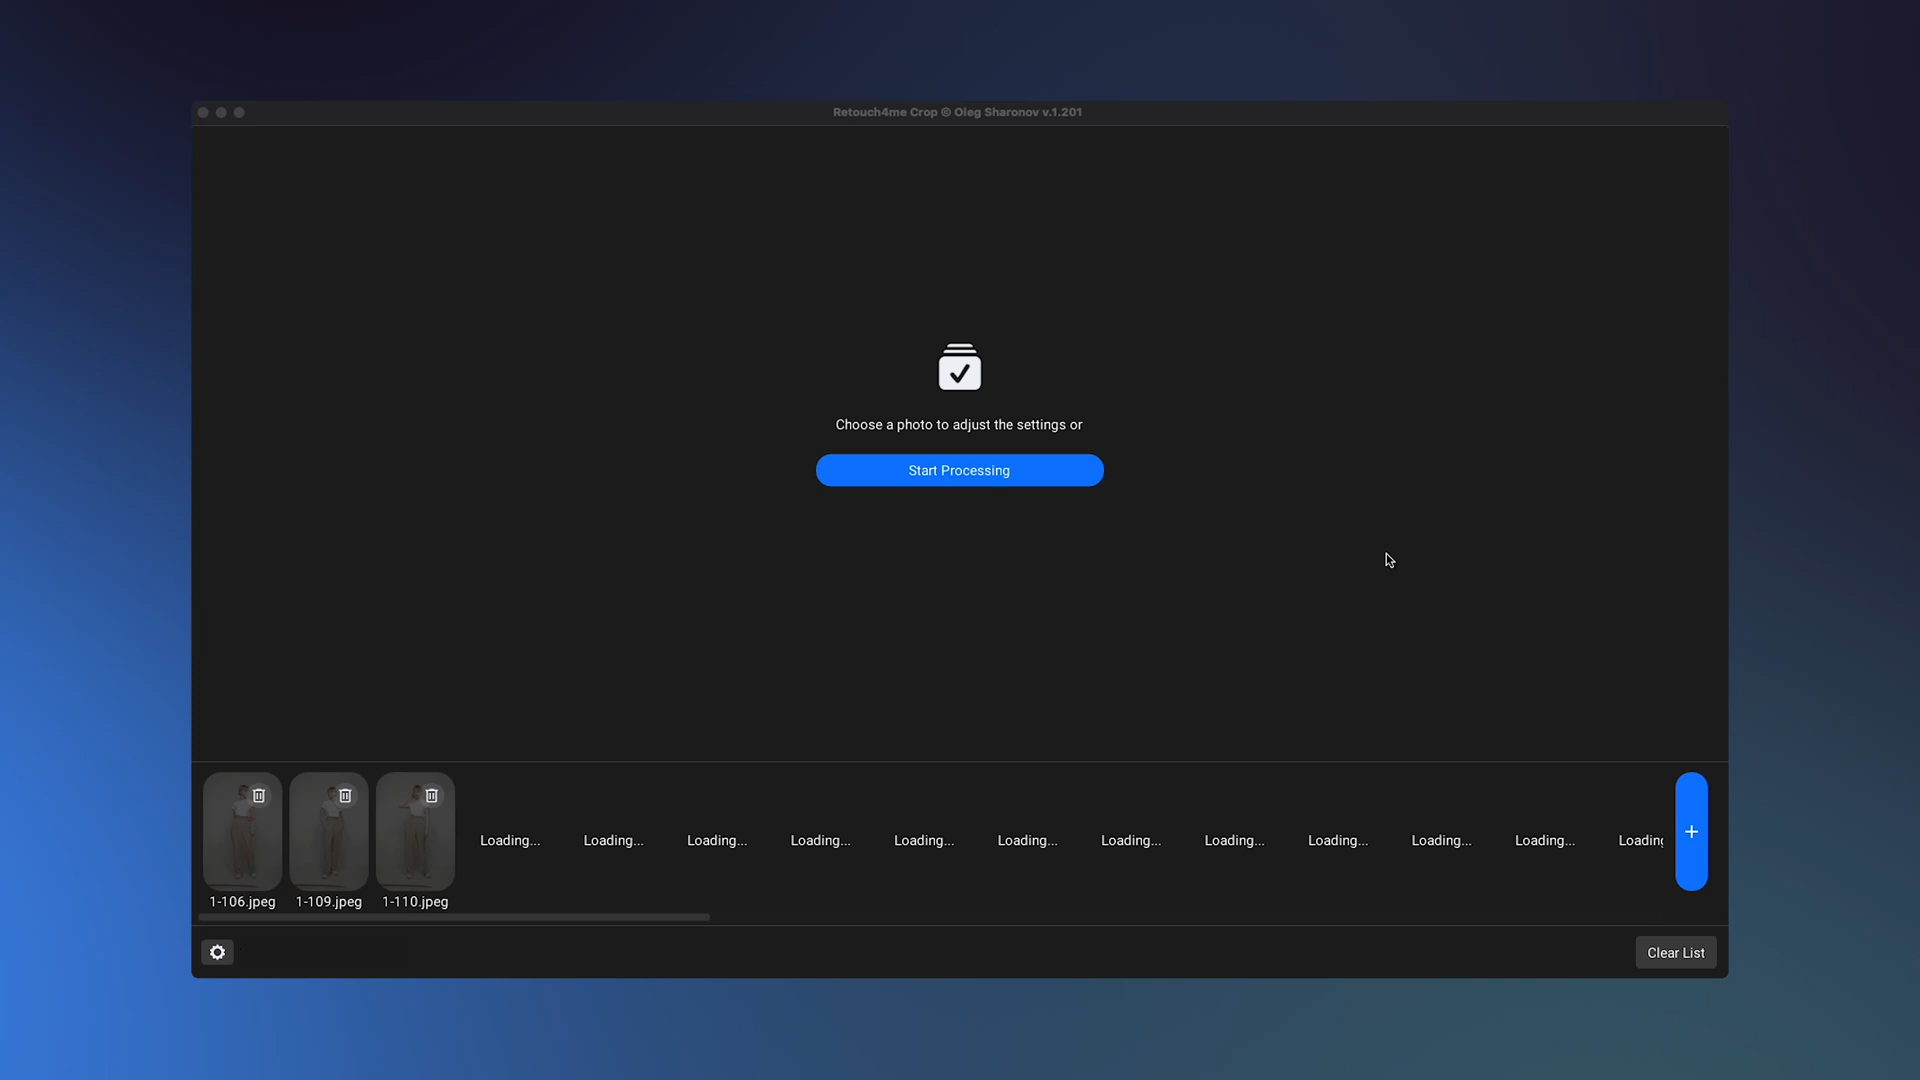 Retouch4me Crop © Oleg Sharonov v.1.201
Choose a photo to adjust the settings or
Start Processing
Loading... Loading... Loading... Loading... Loading... Loading... Loading... Loading... Loading... Loading... Loading... Loading
+
1-106.jpeg 1-109.jpeg 1-110.jpeg
Clear List